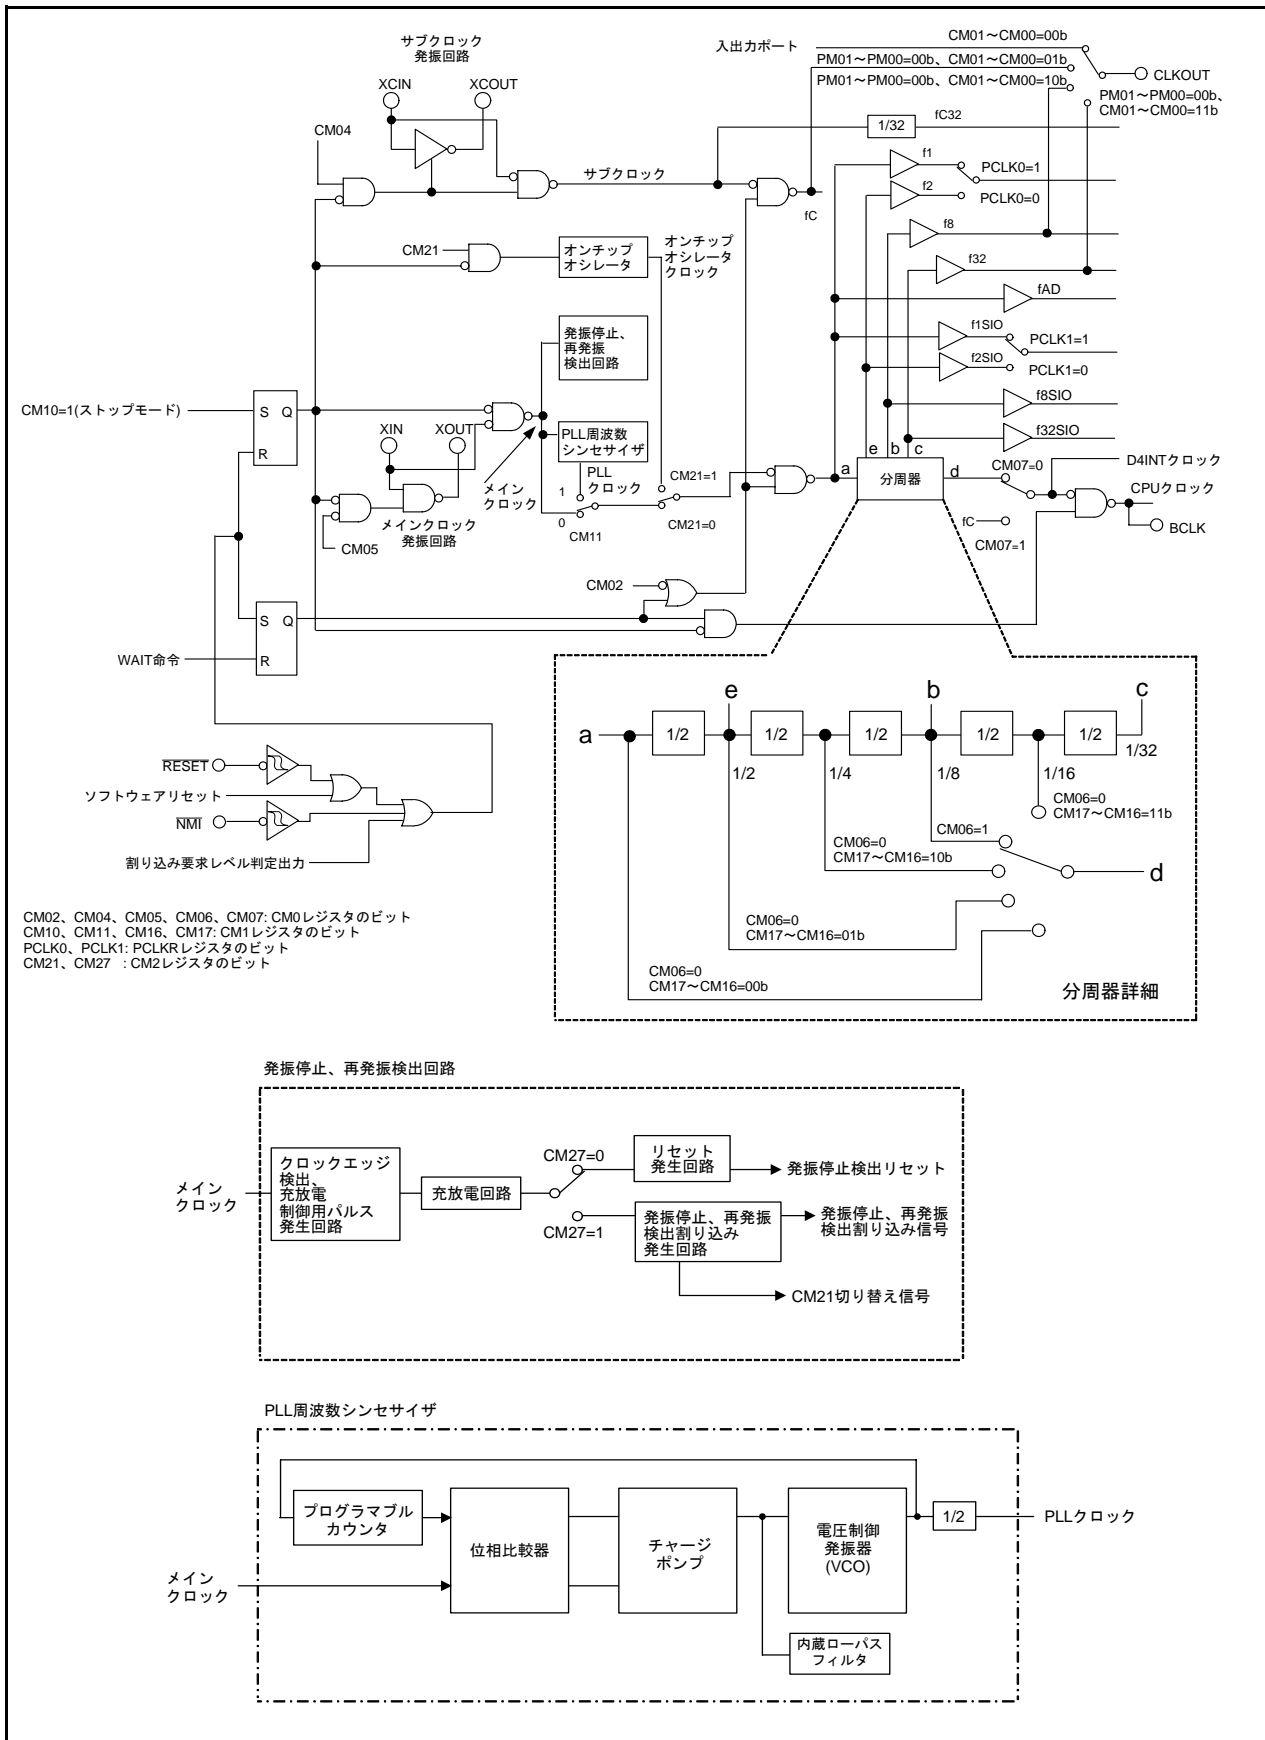 サブクロック
発振回路
XCIN
XCOUT
CM04
入出力ポート
CM01～CM00=00b
PM01～PM00=00b、CM01～CM00=01b
PM01～PM00=00b、CM01～CM00=10b
CLKOUT
PM01～PM00=00b、
CM01～CM00=11b
1/32
fC32
サブクロック
fC
f1
PCLK0=1
f2
PCLK0=0
f8
f32
fAD
f1SIO
PCLK1=1
f2SIO
PCLK1=0
f8SIO
f32SIO
CM21
オンチップ
オシレータ
オンチップ
オシレータ
クロック
発振停止、
再発振
検出回路
CM10=1(ストップモード)
S Q
R
XIN
XOUT
PLL周波数
シンセサイザ
メイン
クロック
PLL
クロック
1
0
CM11
CM21=1
CM21=0
メインクロック
発振回路
CM05
a
e b c
分周器
d
CM07=0
fC
CM07=1
D4INTクロック
CPUクロック
BCLK
CM02
S Q
R
WAIT命令
RESET
ソフトウェアリセット
NMI
割り込み要求レベル判定出力
a
e
b
c
1/2
1/2
1/2
1/2
1/2
1/2
1/4
1/8
1/16
1/32
CM06=0
CM17～CM16=11b
CM06=1
CM06=0
CM17～CM16=10b
d
CM06=0
CM17～CM16=01b
CM06=0
CM17～CM16=00b
分周器詳細
CM02、CM04、CM05、CM06、CM07: CM0レジスタのビット
CM10、CM11、CM16、CM17: CM1レジスタのビット
PCLK0、PCLK1: PCLKRレジスタのビット
CM21、CM27 : CM2レジスタのビット
発振停止、再発振検出回路
メイン
クロック
クロックエッジ
検出、
充放電
制御用パルス
発生回路
充放電回路
CM27=0
CM27=1
リセット
発生回路
発振停止検出リセット
発振停止、再発振
検出割り込み
発生回路
発振停止、再発振
検出割り込み信号
CM21切り替え信号
PLL周波数シンセサイザ
プログラマブル
カウンタ
メイン
クロック
位相比較器
チャージ
ポンプ
電圧制御
発振器
(VCO)
1/2
PLLクロック
内蔵ローパス
フィルタ